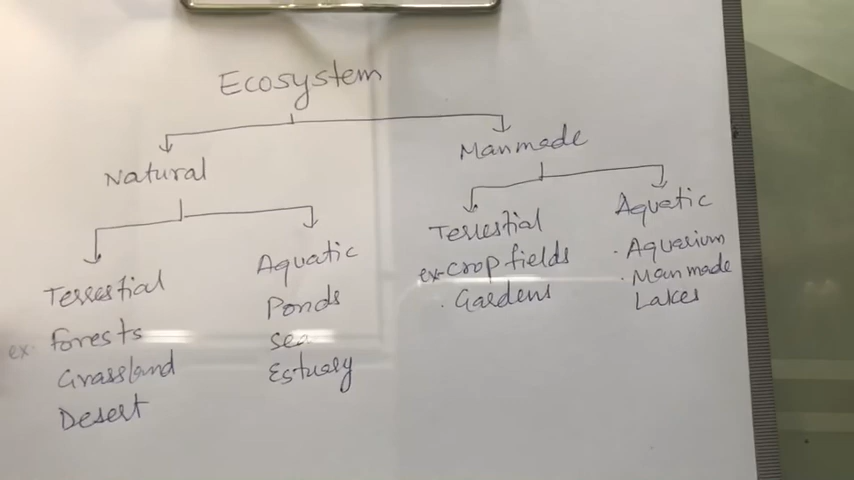 Ecosystem
Natural
Manmade
Terrestial
ex. Forests
Grassland
Desert
Aquatic
Ponds
sea
Estuary
Terrestial
ex-crop fields
. Gardens
Aquatic
. Aquarium
. Manmade
Lakes